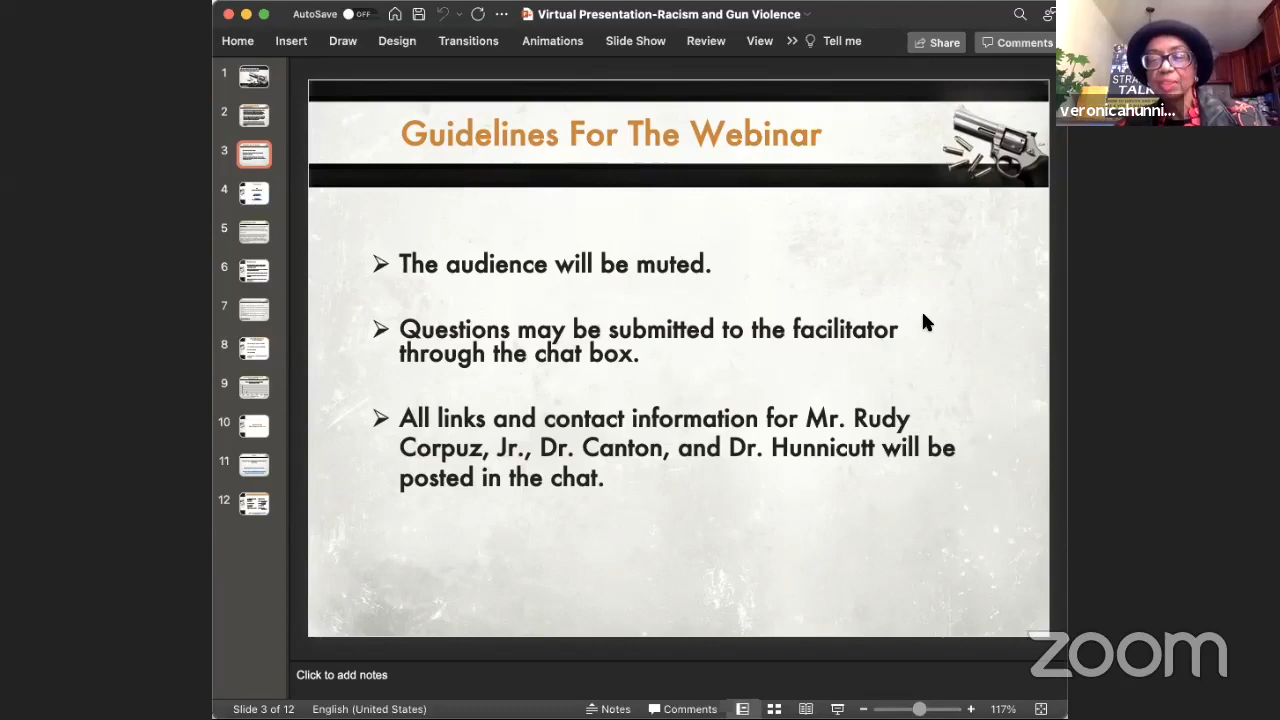 AutoSave OFF
Virtual Presentation-Racism and Gun Violence
Home Insert Draw Design Transitions Animations Slide Show Review View Tell me Share Comments
STRA
TALK
veronicahunni...
1
2
3
4
5
6
7
8
9
10
11
12
Guidelines For The Webinar
➢ The audience will be muted.
➢ Questions may be submitted to the facilitator
through the chat box.
➢ All links and contact information for Mr. Rudy
Corpuz, Jr., Dr. Canton, and Dr. Hunnicutt will be
posted in the chat.
zoom
Click to add notes
Slide 3 of 12 English (United States) Notes Comments 117%